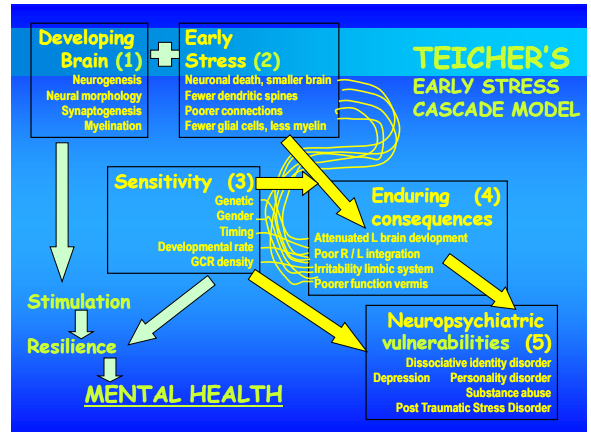 Developing
Brain (1)
Neurogenesis
Neural morphology
Synaptogenesis
Myelination
Early
Stress (2)
Neuronal death, smaller brain
Fewer dendritic spines
Poorer connections
Fewer glial cells, less myelin
TEICHER'S
EARLY STRESS
CASCADE MODEL
Sensitivity (3)
Genetic
Gender
Timing
Developmental rate
GCR density
Enduring (4)
consequences
Attenuated L brain devlopment
Poor R / L integration
Irritability limbic system
Poorer function vermis
Stimulation
Resilience
MENTAL HEALTH
Neuropsychiatric
vulnerabilities (5)
Dissociative identity disorder
Depression Personality disorder
Substance abuse
Post Traumatic Stress Disorder